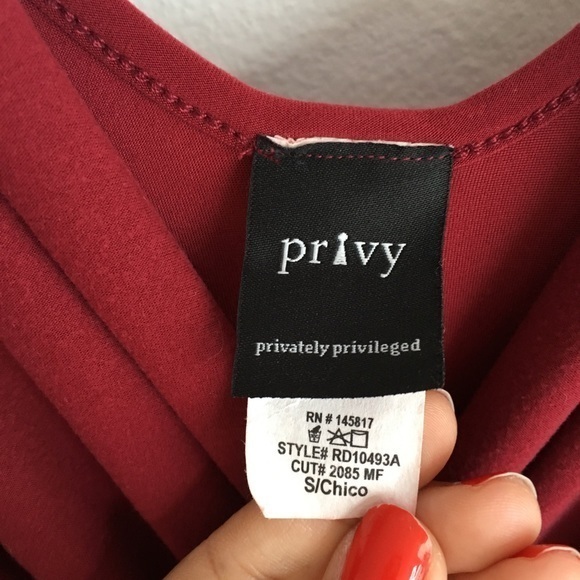 privy
privately privileged
RN # 145817
STYLE# RD10493A
CUT# 2085 MF
S/Chico